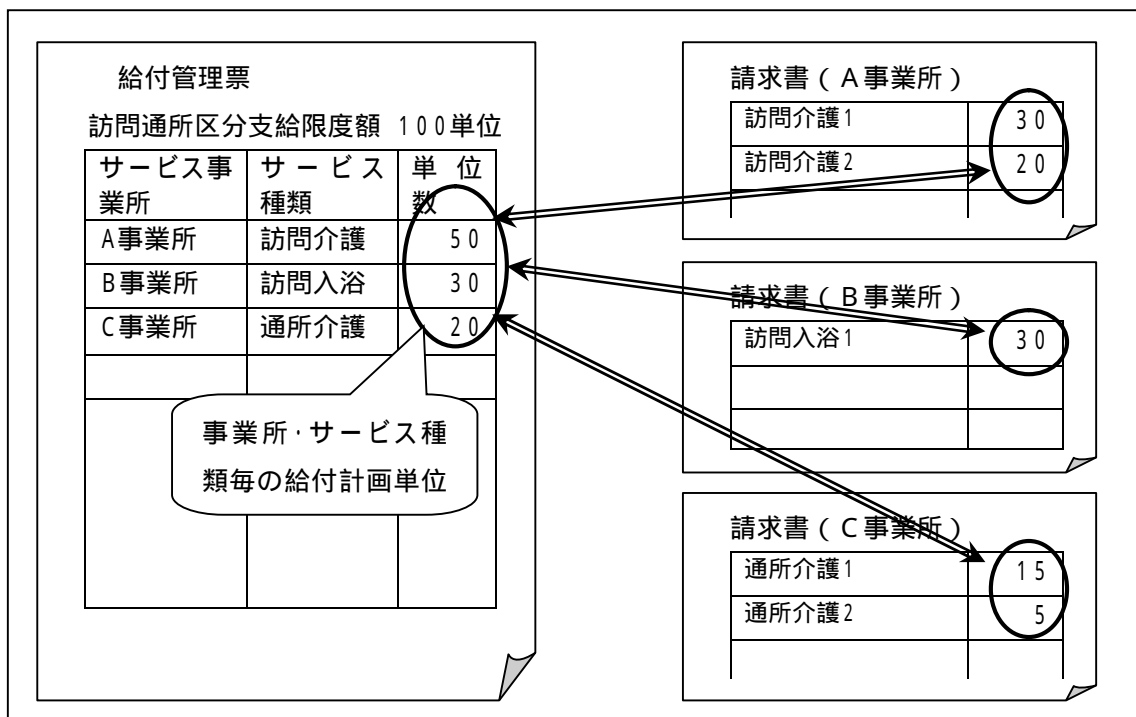 給付管理票
訪問通所区分支給限度額 100単位
サービス事業所 サービス種類 単位数
A事業所 訪問介護 50
B事業所 訪問入浴 30
C事業所 通所介護 20
事業所・サービス種
類毎の給付計画単位
請求書(A事業所)
訪問介護1 30
訪問介護2 20
請求書(B事業所)
訪問入浴1 30
請求書(C事業所)
通所介護1 15
通所介護2 5